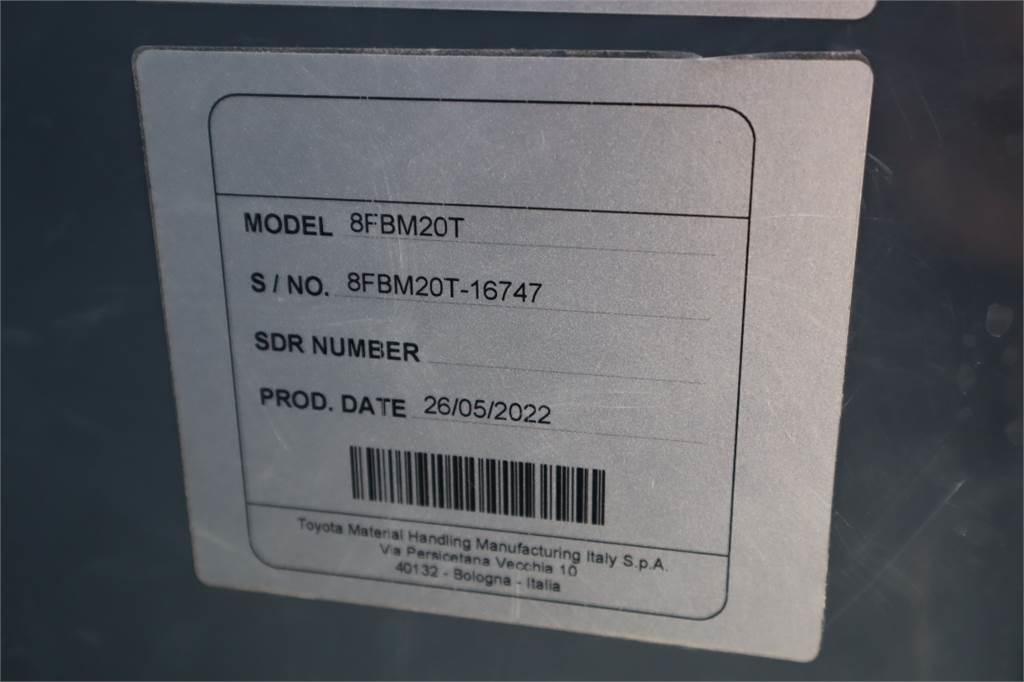 MODEL 8FBM20T
S / NO. 8FBM20T-16747
SDR NUMBER
PROD. DATE 26/05/2022
Toyota Material Handling Manufacturing Italy S.p.A.
Via Persicetana Vecchia 10
40132 - Bologna - Italia